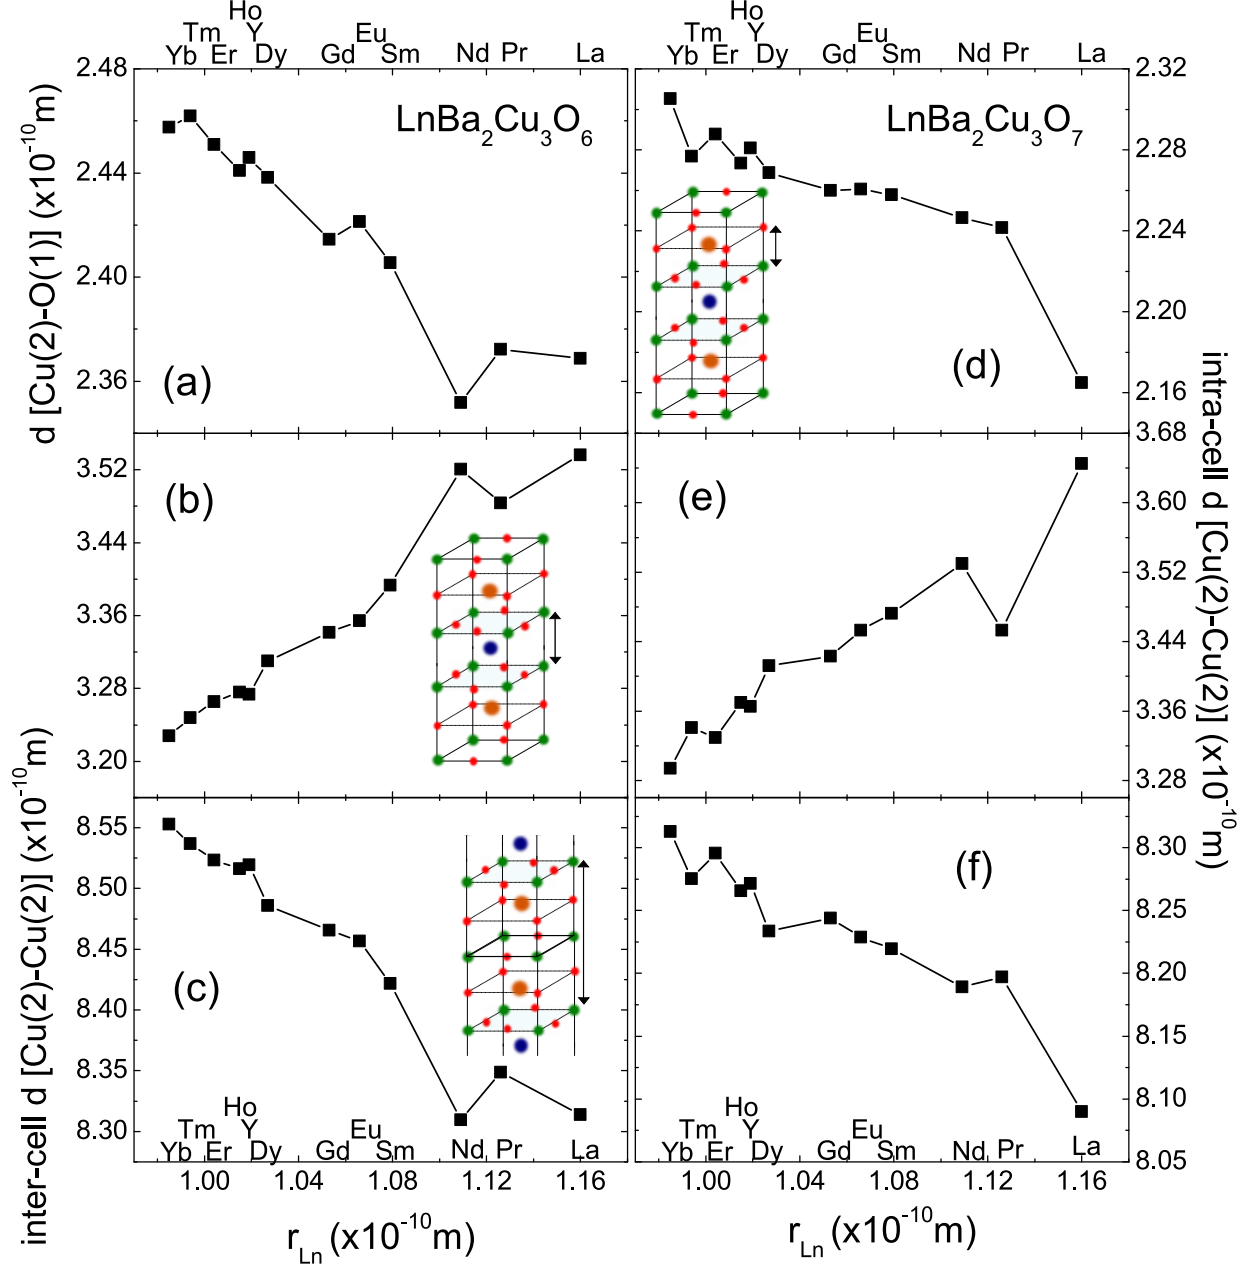 Ho Ho
Tm Y Eu Tm Y Eu
Yb Er Dy Gd Sm Nd Pr La Yb Er Dy Gd Sm Nd Pr La
2.48
2.44
2.40
2.36
d [Cu(2)-O(1)] (x10⁻¹⁰m)
LnBa₂Cu₃O₆
(a)
LnBa₂Cu₃O₇
(d)
2.32
2.28
2.24
2.20
2.16
3.52
3.44
3.36
3.28
3.20
(b)
(e)
3.68
3.60
3.52
3.44
3.36
3.28
intra-cell d [Cu(2)-Cu(2)] (x10⁻¹⁰m)
inter-cell d [Cu(2)-Cu(2)] (x10⁻¹⁰m)
8.55
8.50
8.45
8.40
8.35
8.30
(c)
(f)
8.30
8.25
8.20
8.15
8.10
8.05
Ho Ho
Tm Y Eu Tm Y Eu
Yb Er Dy Gd Sm Nd Pr La Yb Er Dy Gd Sm Nd Pr La
1.00 1.04 1.08 1.12 1.16 1.00 1.04 1.08 1.12 1.16
r_Ln (x10⁻¹⁰m) r_Ln (x10⁻¹⁰m)